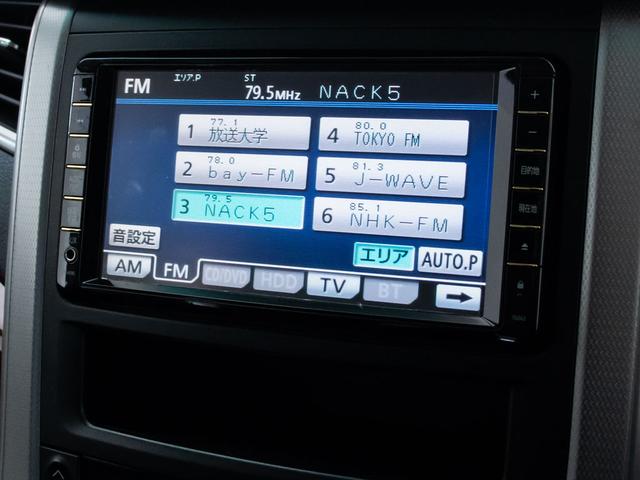 FM エリア.P ST 79.5MHz NACK5
1 77.1 放送大学
4 80.0 TOKYO FM
2 78.0 bay-FM
5 81.3 J-WAVE
3 79.5 NACK5
6 85.1 NHK-FM
音設定 エリア AUTO.P
AM FM CD/DVD HDD TV BT
+
-
目的地
現在地